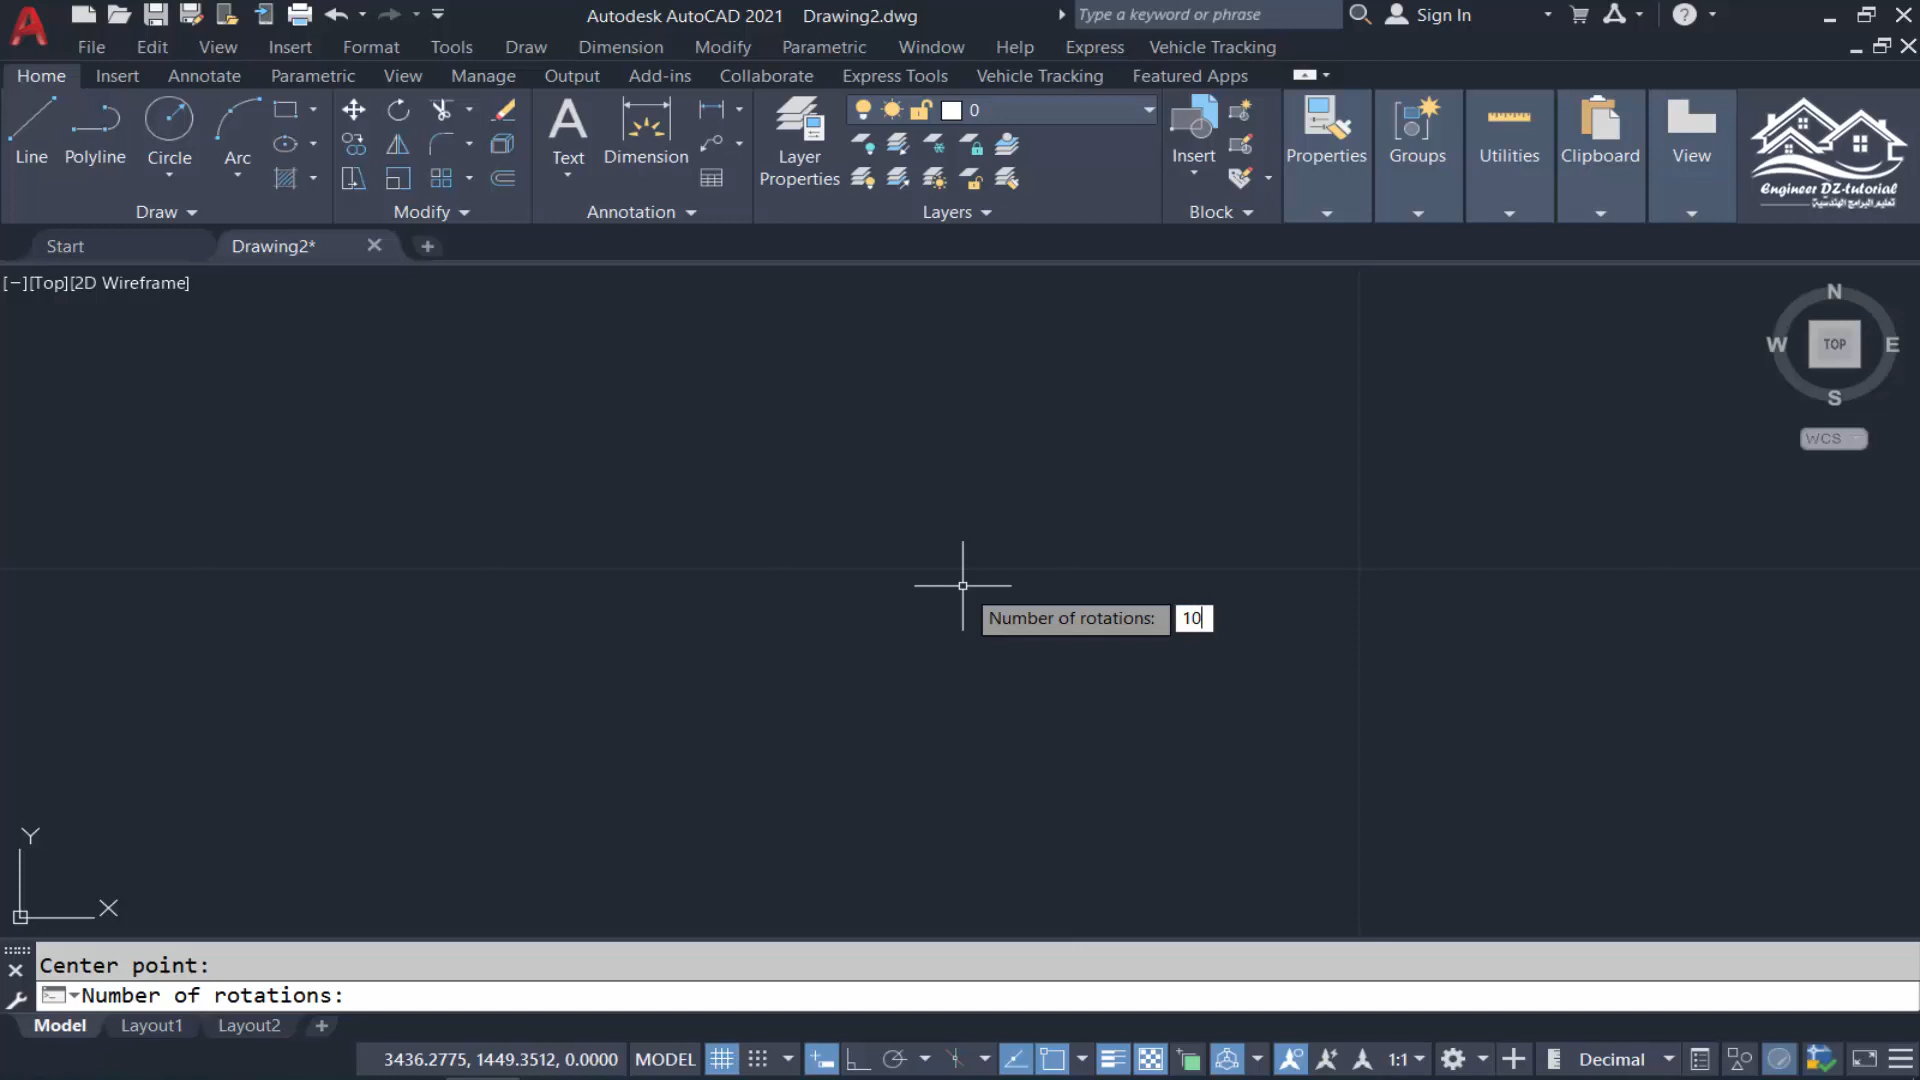 Autodesk AutoCAD 2021 Drawing2.dwg
Type a keyword or phrase
Sign In
File Edit View Insert Format Tools Draw Dimension Modify Parametric Window Help Express Vehicle Tracking
Home Insert Annotate Parametric View Manage Output Add-ins Collaborate Express Tools Vehicle Tracking Featured Apps
0
Line Polyline Circle Arc
Text Dimension
Layer
Properties
Insert
Properties Groups Utilities Clipboard View
Engineer DZ-tutorial
تعليم البرامج الهندسية
Draw Modify Annotation Layers Block
Start Drawing2*
[−][Top][2D Wireframe]
N
W TOP E
S
WCS
Number of rotations: 10
Y
X
Center point:
Number of rotations:
Model Layout1 Layout2
3436.2775, 1449.3512, 0.0000 MODEL 1:1 Decimal